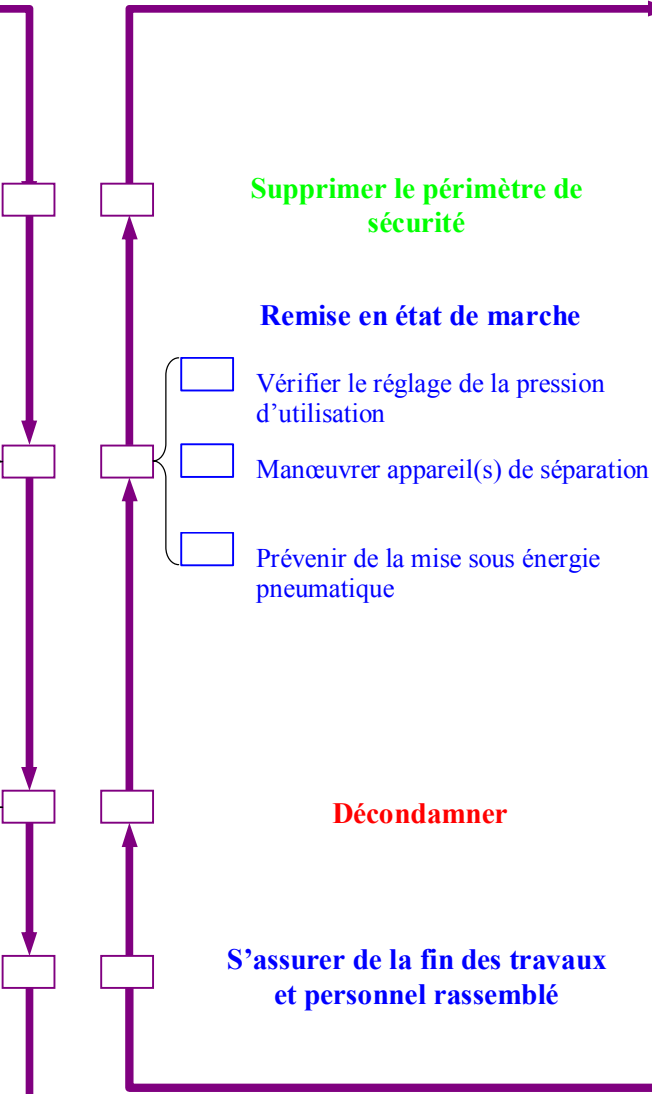 Supprimer le périmètre de
sécurité
Remise en état de marche
Vérifier le réglage de la pression
d’utilisation
Manœuvrer appareil(s) de séparation
Prévenir de la mise sous énergie
pneumatique
Décondamner
S’assurer de la fin des travaux
et personnel rassemblé